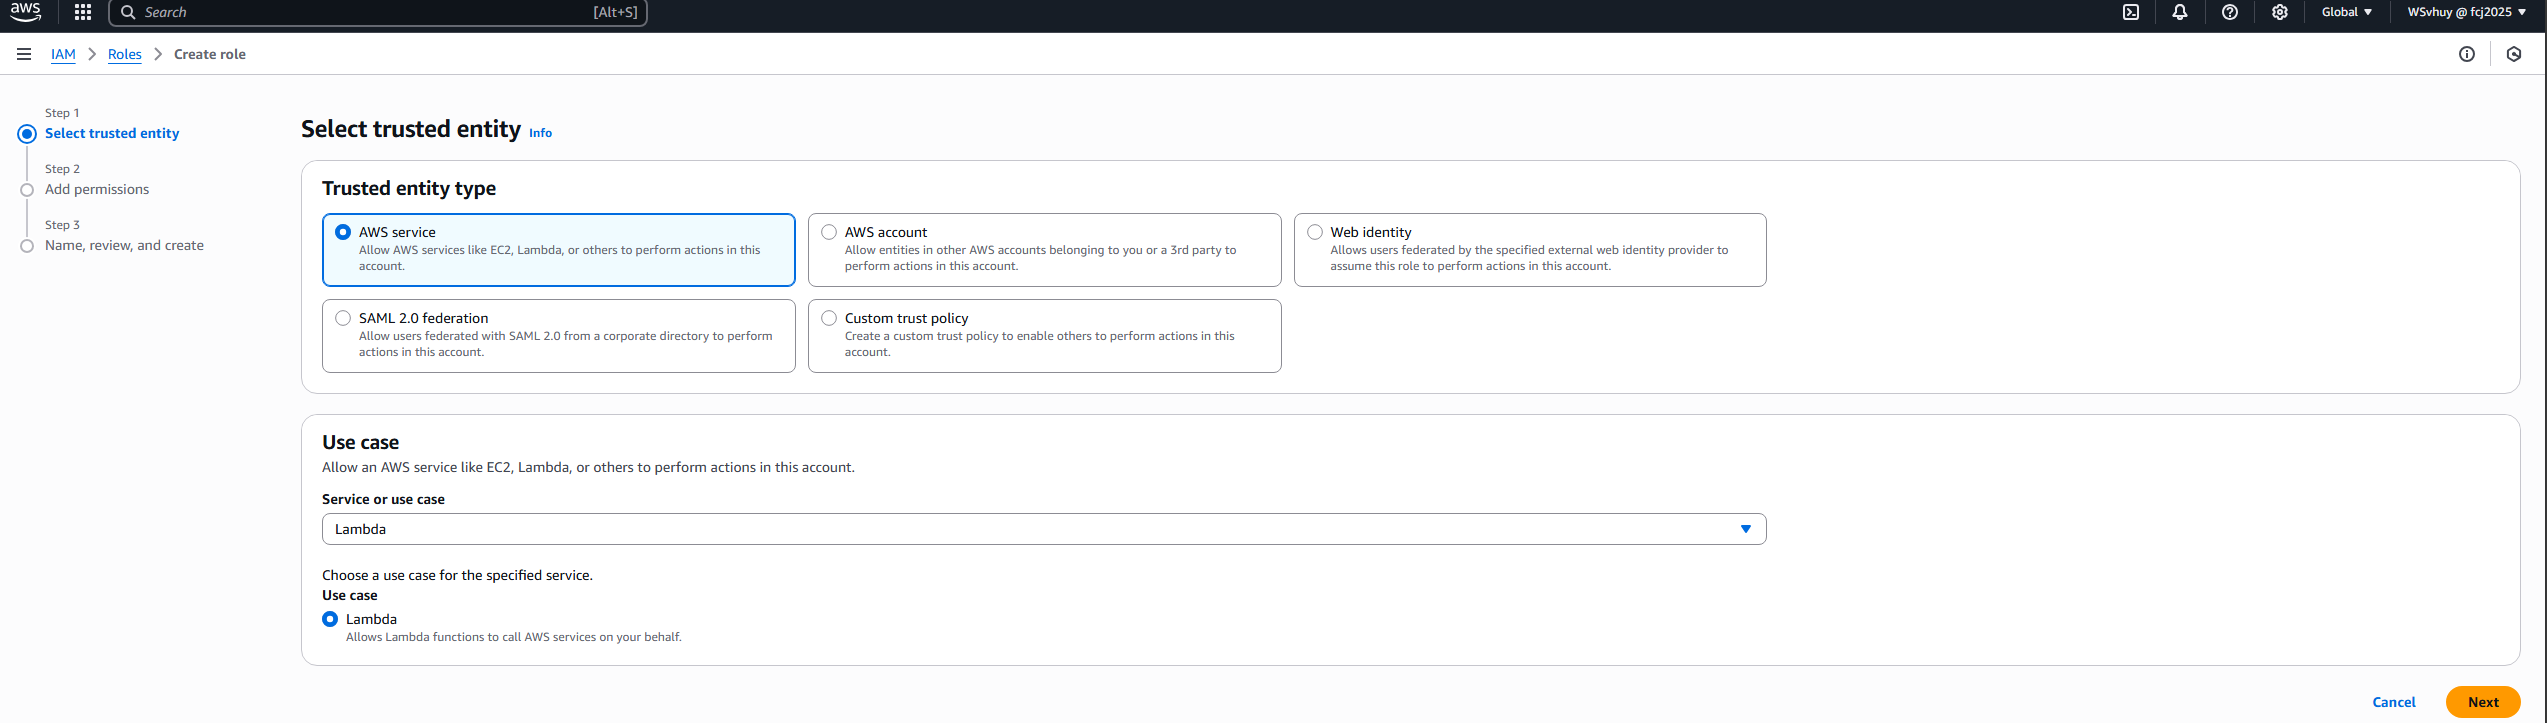 aws
Search
[Alt+S]
Global
WSvhuy @ fcj2025
IAM
Roles
Create role
Step 1
Select trusted entity
Step 2
Add permissions
Step 3
Name, review, and create
Select trusted entity Info
Trusted entity type
AWS service
Allow AWS services like EC2, Lambda, or others to perform actions in this
account.
AWS account
Allow entities in other AWS accounts belonging to you or a 3rd party to
perform actions in this account.
Web identity
Allows users federated by the specified external web identity provider to
assume this role to perform actions in this account.
SAML 2.0 federation
Allow users federated with SAML 2.0 from a corporate directory to perform
actions in this account.
Custom trust policy
Create a custom trust policy to enable others to perform actions in this
account.
Use case
Allow an AWS service like EC2, Lambda, or others to perform actions in this account.
Service or use case
Lambda
Choose a use case for the specified service.
Use case
Lambda
Allows Lambda functions to call AWS services on your behalf.
Cancel
Next